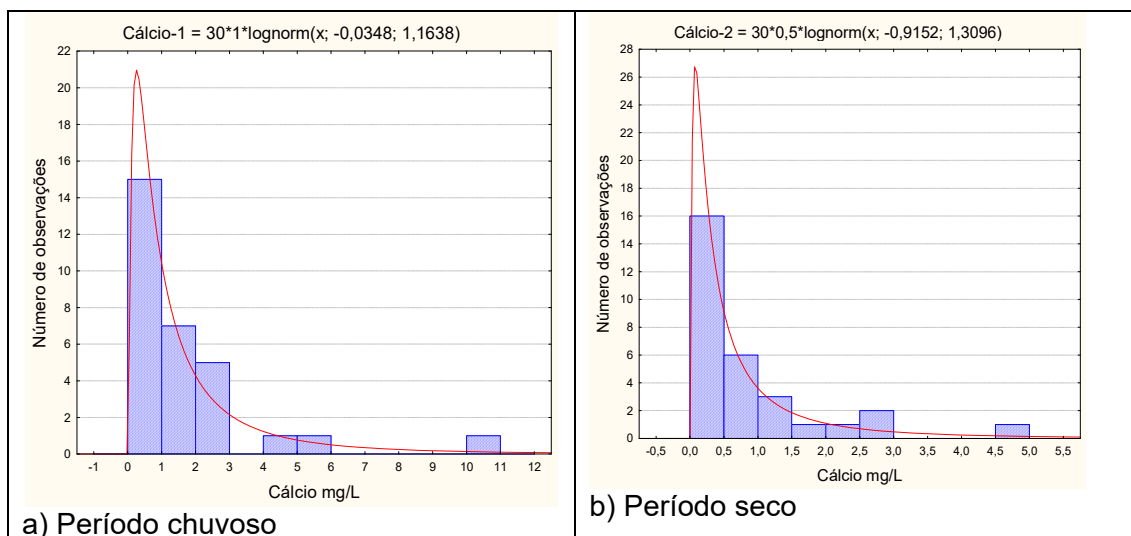 Cálcio-1 = 30*1*lognorm(x; -0,0348; 1,1638)
22
20
18
16
14
12
10
8
6
4
2
0
Número de observações
-1 0 1 2 3 4 5 6 7 8 9 10 11 12
Cálcio mg/L
a) Período chuvoso
Cálcio-2 = 30*0,5*lognorm(x; -0,9152; 1,3096)
28
26
24
22
20
18
16
14
12
10
8
6
4
2
0
Número de observações
-0,5 0,0 0,5 1,0 1,5 2,0 2,5 3,0 3,5 4,0 4,5 5,0 5,5
Cálcio mg/L
b) Período seco